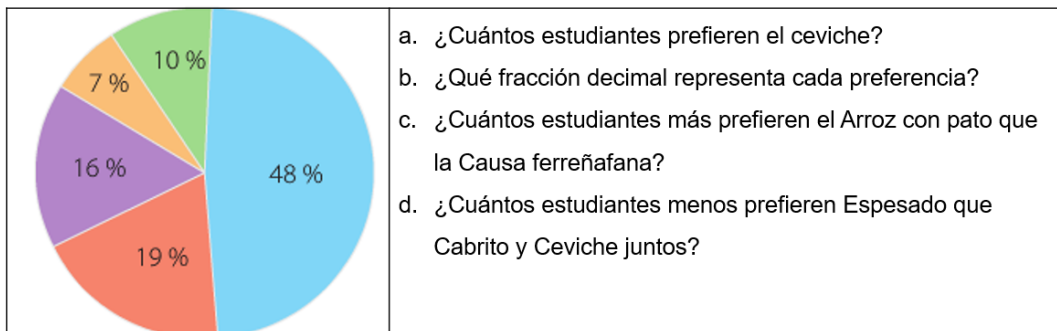 10 %
7 %
16 %
48 %
19 %
a. ¿Cuántos estudiantes prefieren el ceviche?
b. ¿Qué fracción decimal representa cada preferencia?
c. ¿Cuántos estudiantes más prefieren el Arroz con pato que
la Causa ferreñafana?
d. ¿Cuántos estudiantes menos prefieren Espesado que
Cabrito y Ceviche juntos?